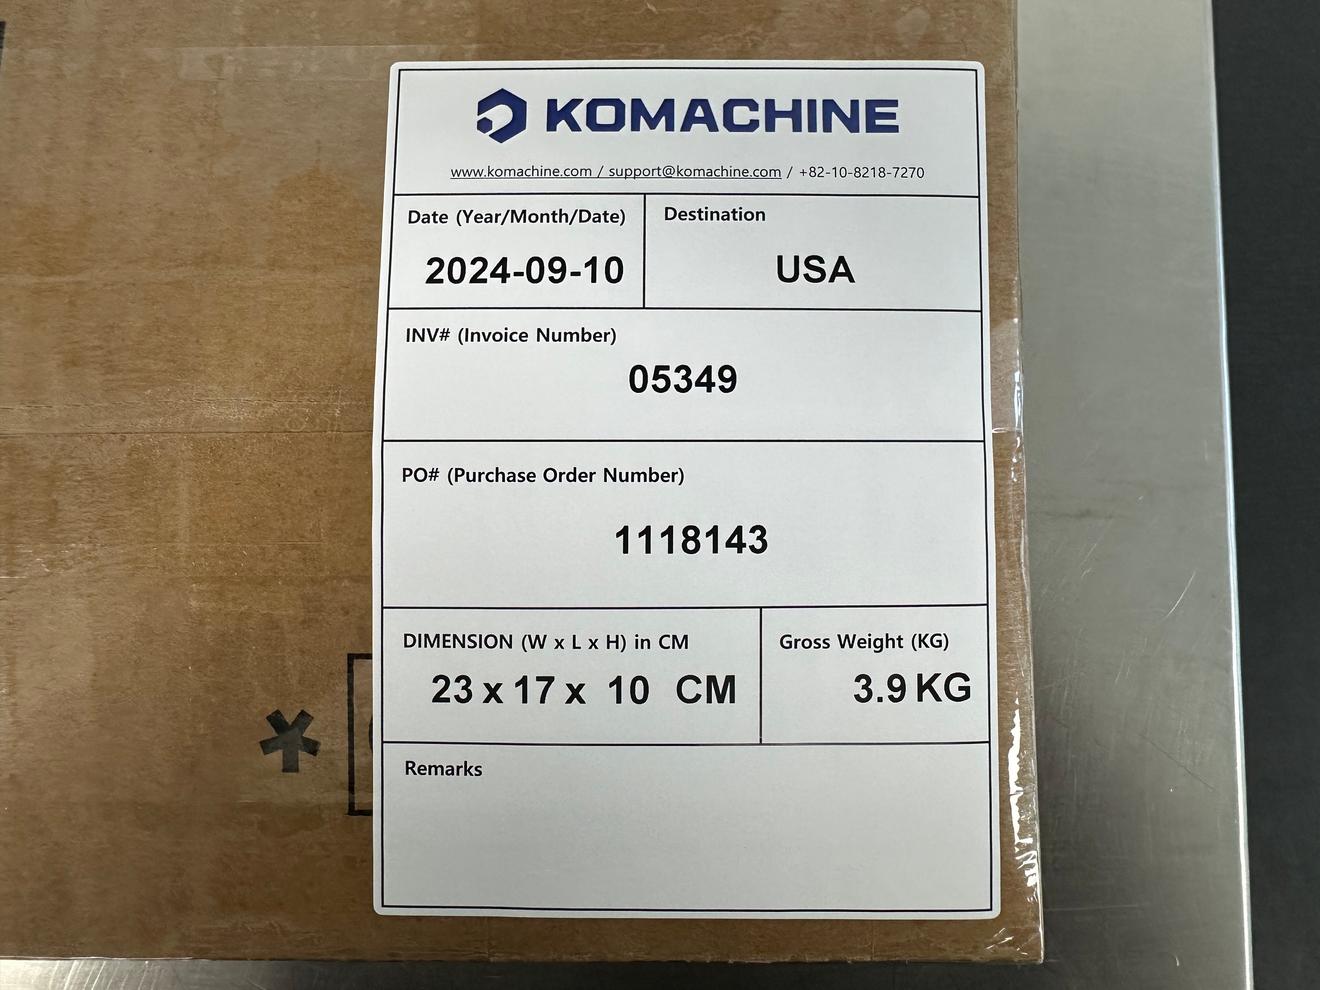 KOMACHINE
www.komachine.com / support@komachine.com / +82-10-8218-7270
Date (Year/Month/Date)
2024-09-10
Destination
USA
INV# (Invoice Number)
05349
PO# (Purchase Order Number)
1118143
DIMENSION (W x L x H) in CM
23 x 17 x 10 CM
Gross Weight (KG)
3.9 KG
Remarks
*